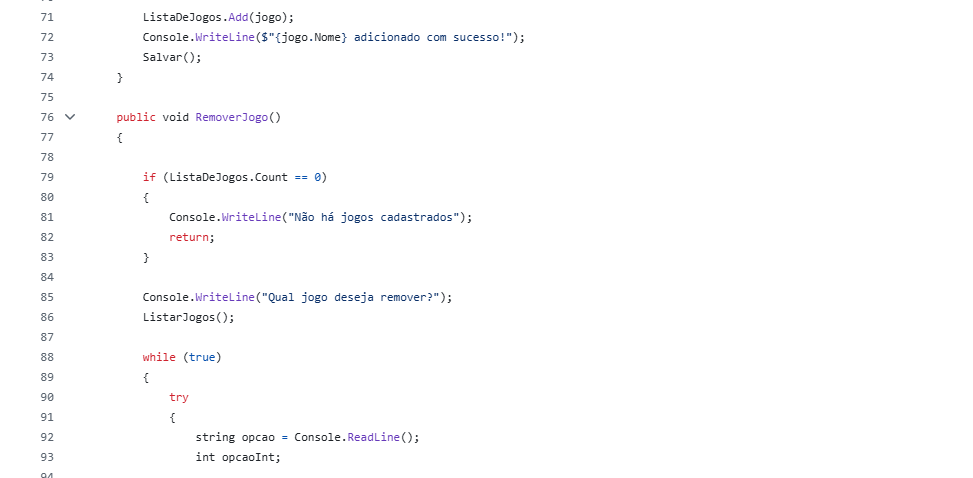 71 ListaDeJogos.Add(jogo);
72 Console.WriteLine($"{jogo.Nome} adicionado com sucesso!");
73 Salvar();
74 }
75
76 public void RemoverJogo()
77 {
78
79 if (ListaDeJogos.Count == 0)
80 {
81 Console.WriteLine("Não há jogos cadastrados");
82 return;
83 }
84
85 Console.WriteLine("Qual jogo deseja remover?");
86 ListarJogos();
87
88 while (true)
89 {
90 try
91 {
92 string opcao = Console.ReadLine();
93 int opcaoInt;